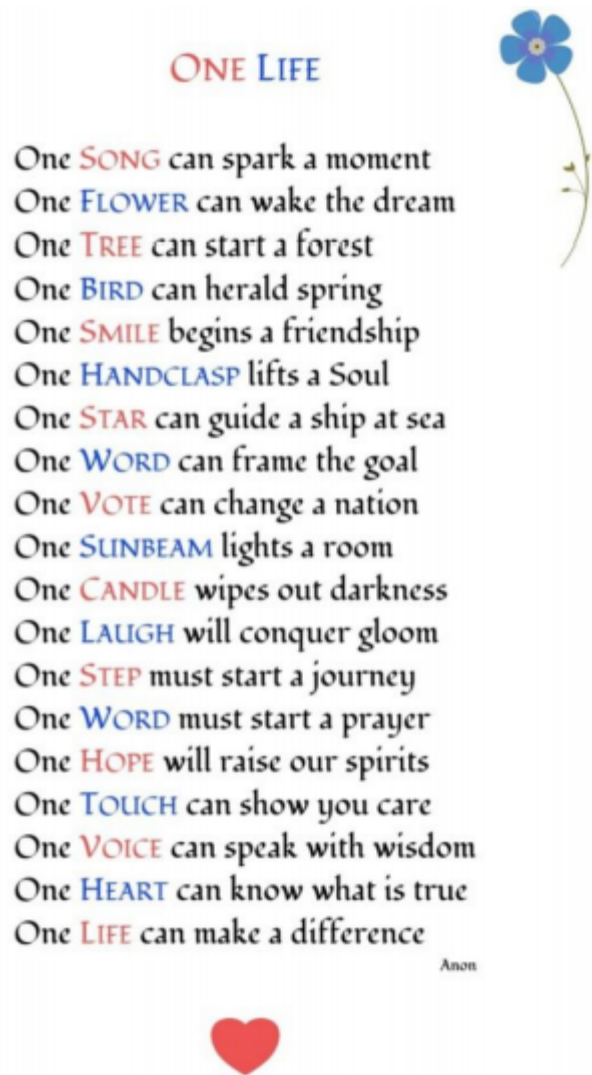 ONE LIFE
One SONG can spark a moment
One FLOWER can wake the dream
One TREE can start a forest
One BIRD can herald spring
One SMILE begins a friendship
One HANDCLASP lifts a Soul
One STAR can guide a ship at sea
One WORD can frame the goal
One VOTE can change a nation
One SUNBEAM lights a room
One CANDLE wipes out darkness
One LAUGH will conquer gloom
One STEP must start a journey
One WORD must start a prayer
One HOPE will raise our spirits
One TOUCH can show you care
One VOICE can speak with wisdom
One HEART can know what is true
One LIFE can make a difference
Anon